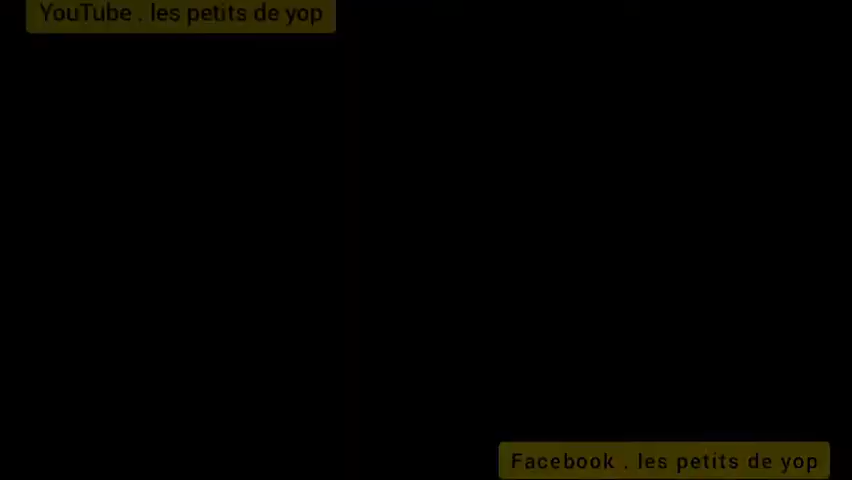 YouTube . les petits de yop
Facebook . les petits de yop